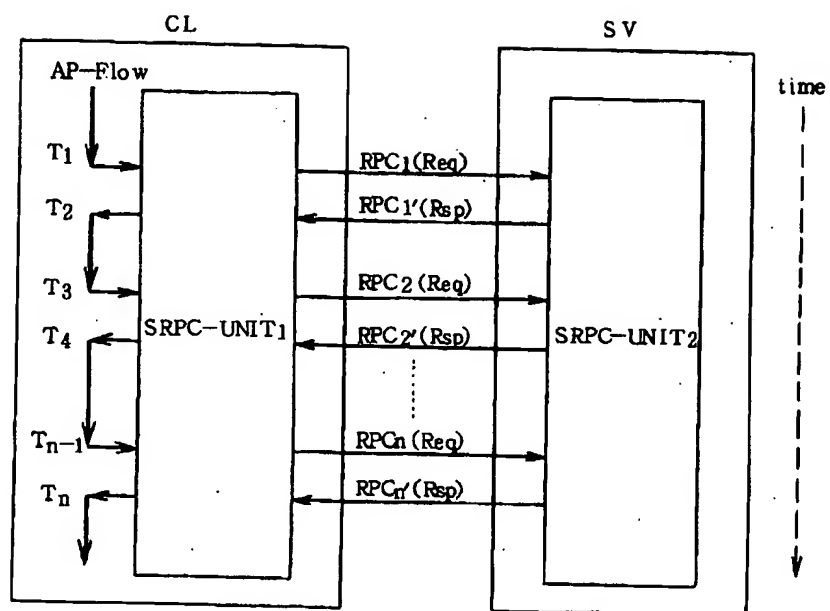 CL
SV
AP-Flow
time
T1
RPC1(Req)
T2
RPC1'(Rsp)
T3
RPC2(Req)
T4
SRPC-UNIT1
RPC2'(Rsp)
SRPC-UNIT2
Tn-1
RPCn(Req)
Tn
RPCn'(Rsp)